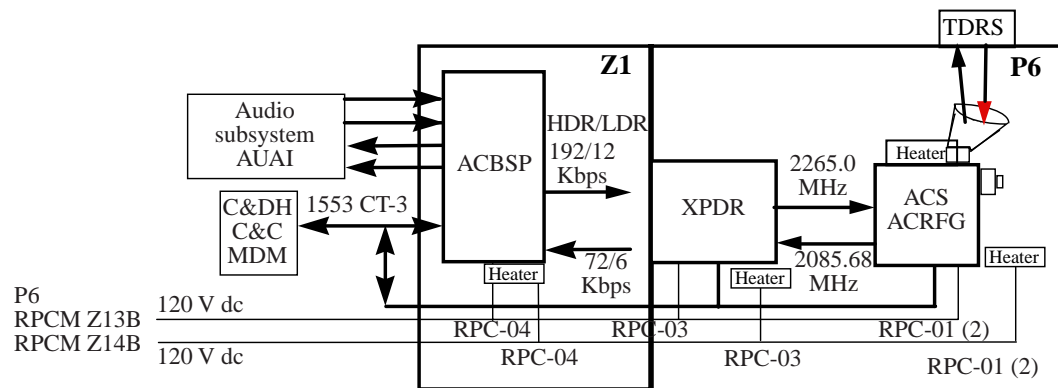 TDRS
Z1
P6
Audio
subsystem
AUAI
HDR/LDR
192/12
Kbps
ACBSP
Heater
2265.0
MHz
C&DH
C&C
MDM
1553 CT-3
XPDR
ACS
ACRFG
72/6
Kbps
Heater
2085.68
MHz
Heater
Heater
P6
RPCM Z13B
120 V dc
RPC-04
RPC-03
RPC-01 (2)
RPCM Z14B
120 V dc
RPC-04
RPC-03
RPC-01 (2)